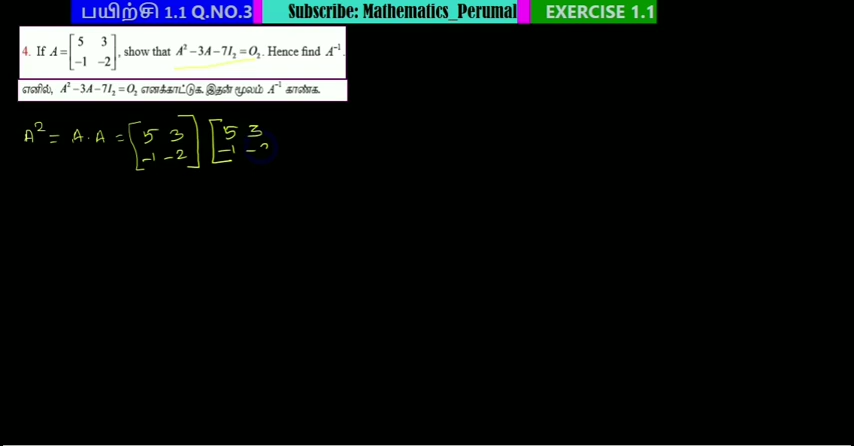 பயிற்சி 1.1 Q.NO.3 Subscribe: Mathematics_Perumal EXERCISE 1.1
4. If A = [5 3 -1 -2], show that A² − 3A − 7I₂ = O₂. Hence find A⁻¹.
எனில், A² − 3A − 7I₂ = O₂ எனக்காட்டுக. இதன் மூலம் A⁻¹ காண்க.
A² = A · A = [5 3 -1 -2] [5 3 -1 -2